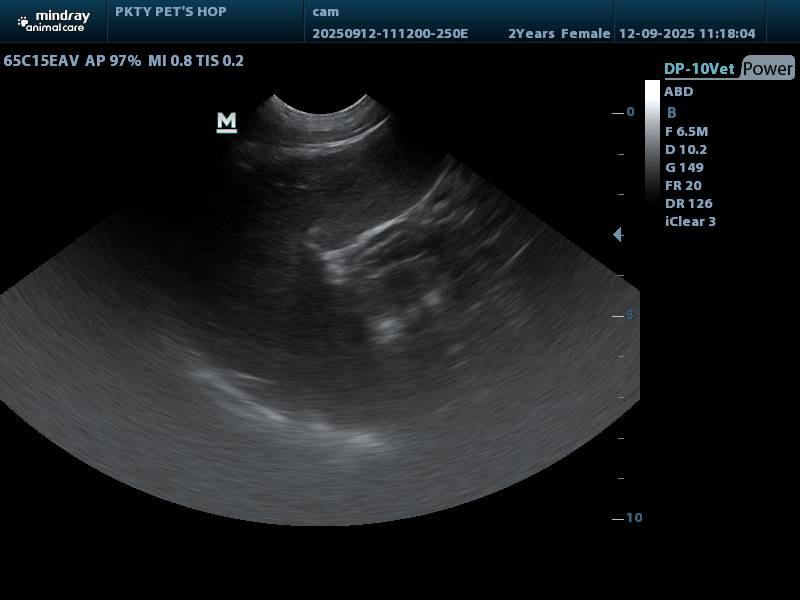 mindray
animal care
PKTY PET'S HOP
cam
20250912-111200-250E
2Years Female
12-09-2025 11:18:04
65C15EAV AP 97% MI 0.8 TIS 0.2
DP-10Vet
Power
M
ABD
B
F 6.5M
D 10.2
G 149
FR 20
DR 126
iClear 3
0
5
10